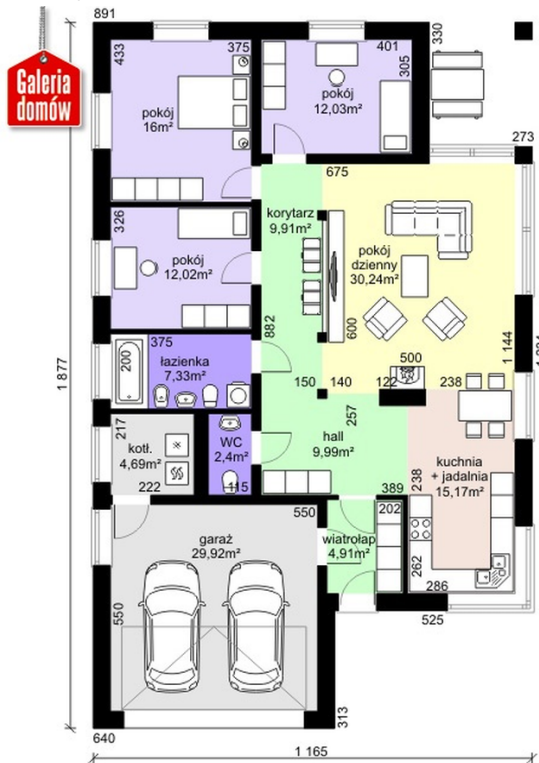 891
433
375
401
305
330
Galeria
domów
pokój
16m²
pokój
12,03m²
273
675
korytarz
9,91m²
326
pokój
12,02m²
pokój
dzienny
30,24m²
882
600
1 144
1 877
375
200
łazienka
7,33m²
500
150
140
122
238
257
217
kotł.
4,69m²
222
WC
2,4m²
115
hall
9,99m²
389
kuchnia
+ jadalnia
15,17m²
238
550
garaż
29,92m²
550
202
wiatrołap
4,91m²
262
286
525
313
640
1 165